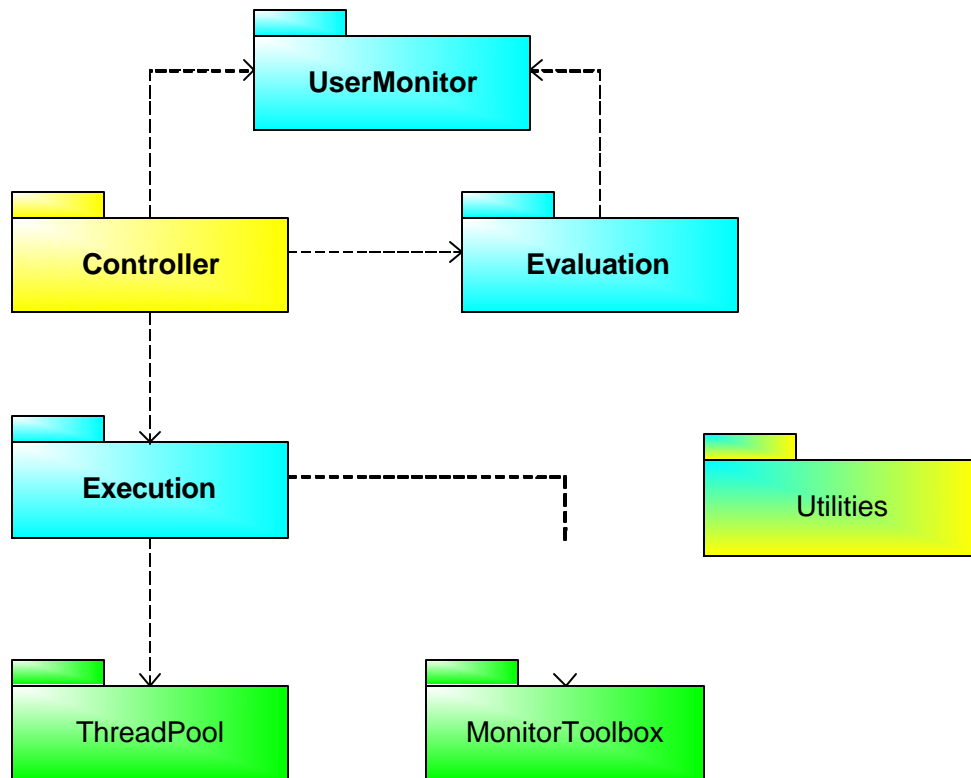 UserMonitor
Controller
Evaluation
Execution
Utilities
ThreadPool
MonitorToolbox